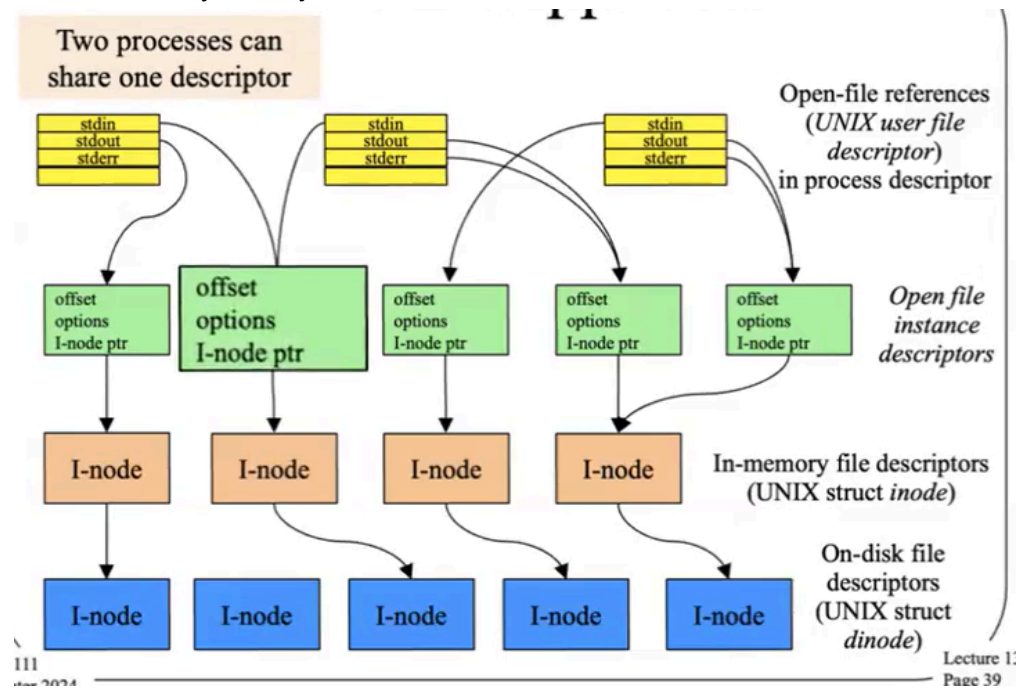 Two processes can
share one descriptor
Open-file references
(UNIX user file
descriptor)
in process descriptor
stdin
stdout
stderr
stdin
stdout
stderr
stdin
stdout
stderr
offset
options
I-node ptr
offset
options
I-node ptr
offset
options
I-node ptr
offset
options
I-node ptr
offset
options
I-node ptr
Open file
instance
descriptors
I-node
I-node
I-node
I-node
In-memory file descriptors
(UNIX struct inode)
On-disk file
descriptors
(UNIX struct
dinode)
I-node
I-node
I-node
I-node
I-node
111
2024
Lecture 13
Page 39